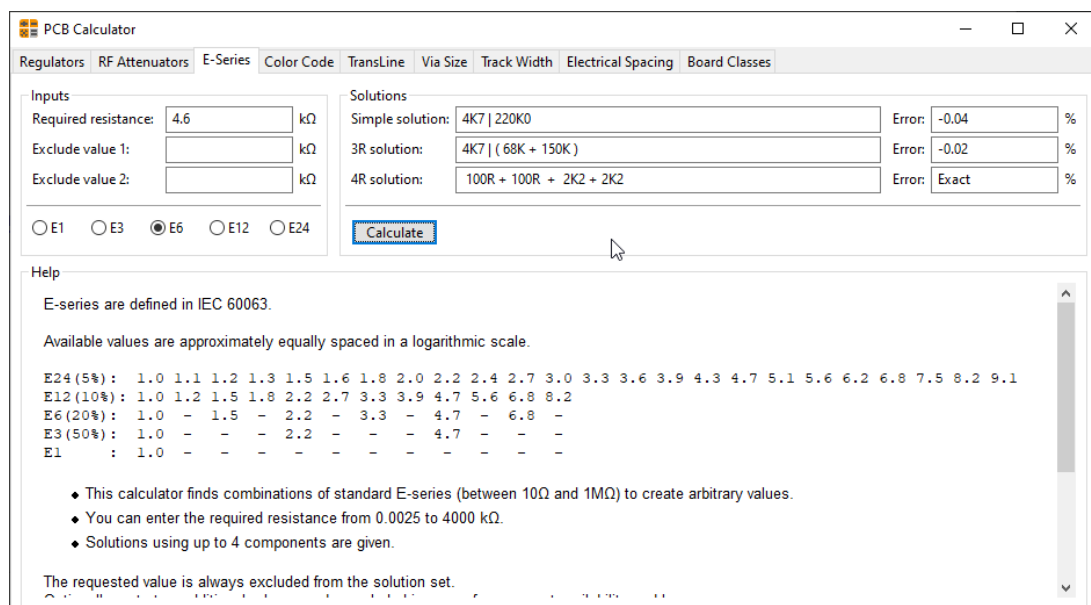 PCB Calculator
Regulators RF Attenuators E-Series Color Code TransLine Via Size Track Width Electrical Spacing Board Classes
Inputs
Required resistance: 4.6 kΩ
Exclude value 1: kΩ
Exclude value 2: kΩ
E1 E3 E6 E12 E24
Solutions
Simple solution: 4K7 | 220K0 Error: -0.04 %
3R solution: 4K7 | ( 68K + 150K ) Error: -0.02 %
4R solution: 100R + 100R + 2K2 + 2K2 Error: Exact %
Calculate
Help
E-series are defined in IEC 60063.
Available values are approximately equally spaced in a logarithmic scale.
E24(5%): 1.0 1.1 1.2 1.3 1.5 1.6 1.8 2.0 2.2 2.4 2.7 3.0 3.3 3.6 3.9 4.3 4.7 5.1 5.6 6.2 6.8 7.5 8.2 9.1
E12(10%): 1.0 1.2 1.5 1.8 2.2 2.7 3.3 3.9 4.7 5.6 6.8 8.2
E6(20%): 1.0 - 1.5 - 2.2 - 3.3 - 4.7 - 6.8 -
E3(50%): 1.0 - - - 2.2 - - - 4.7 - - -
E1 : 1.0 - - - - - - - - - - -
◆ This calculator finds combinations of standard E-series (between 10Ω and 1MΩ) to create arbitrary values.
◆ You can enter the required resistance from 0.0025 to 4000 kΩ.
◆ Solutions using up to 4 components are given.
The requested value is always excluded from the solution set.